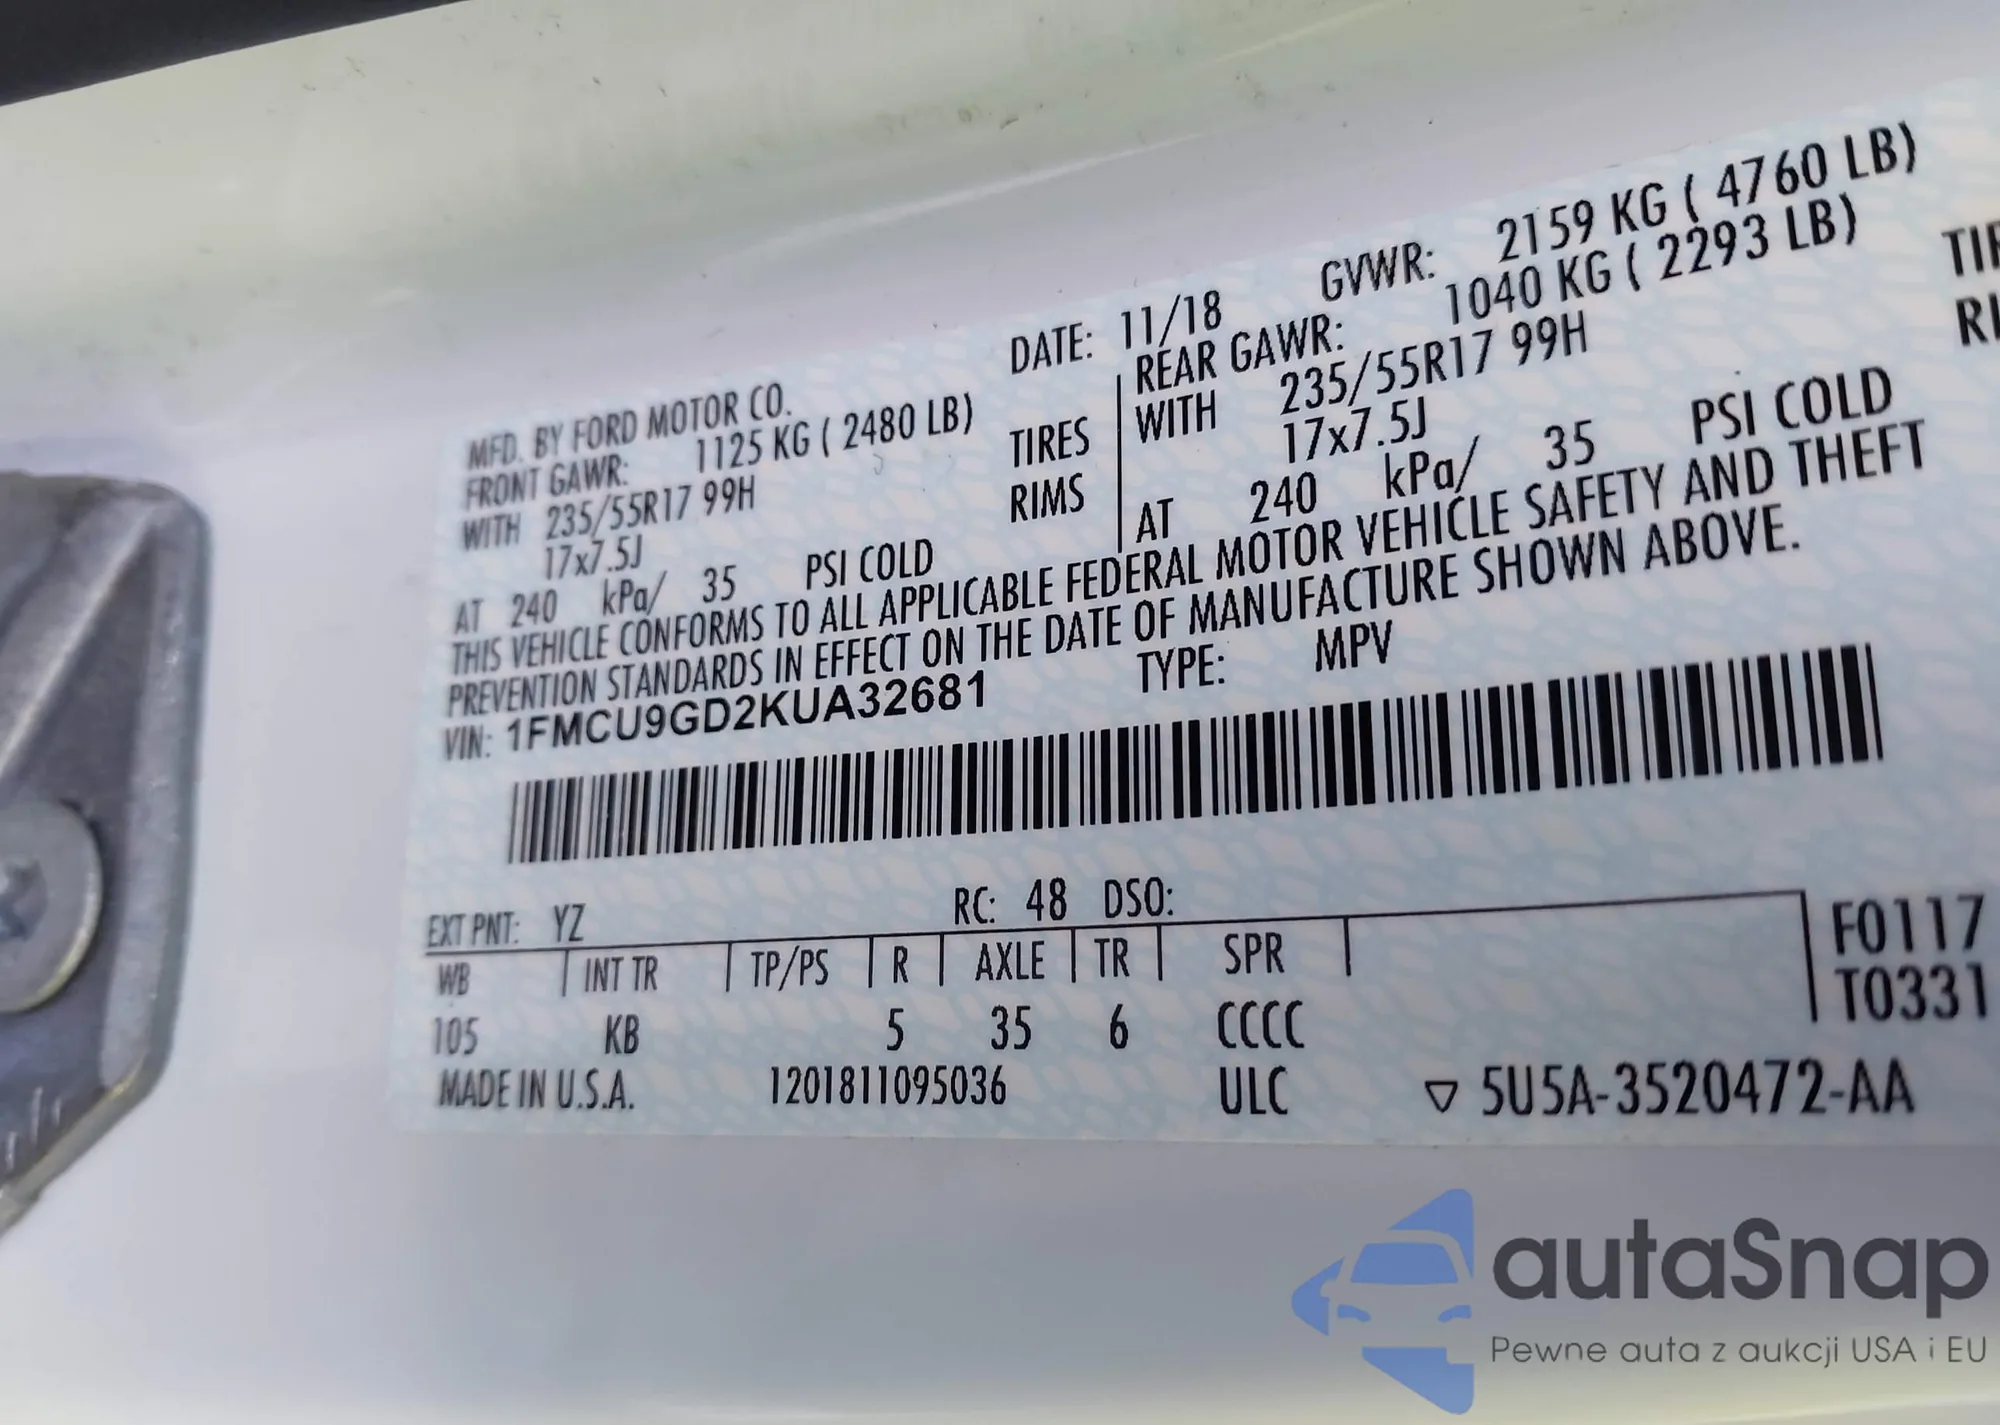 MFD. BY FORD MOTOR CO. DATE: 11/18 GVWR: 2159 KG ( 4760 LB)
FRONT GAWR: 1125 KG ( 2480 LB) REAR GAWR: 1040 KG ( 2293 LB)
WITH 235/55R17 99H TIRES WITH 235/55R17 99H TIR
17x7.5J RIMS 17x7.5J RI
AT 240 kPa/ 35 PSI COLD AT 240 kPa/ 35 PSI COLD
THIS VEHICLE CONFORMS TO ALL APPLICABLE FEDERAL MOTOR VEHICLE SAFETY AND THEFT
PREVENTION STANDARDS IN EFFECT ON THE DATE OF MANUFACTURE SHOWN ABOVE.
VIN: 1FMCU9GD2KUA32681 TYPE: MPV
EXT PNT: YZ RC: 48 DSO:
WB INT TR TP/PS R AXLE TR SPR F0117
T0331
105 KB 5 35 6 CCCC
MADE IN U.S.A. 1201811095036 ULC ▽ 5U5A-3520472-AA
autaSnap
Pewne auta z aukcji USA i EU